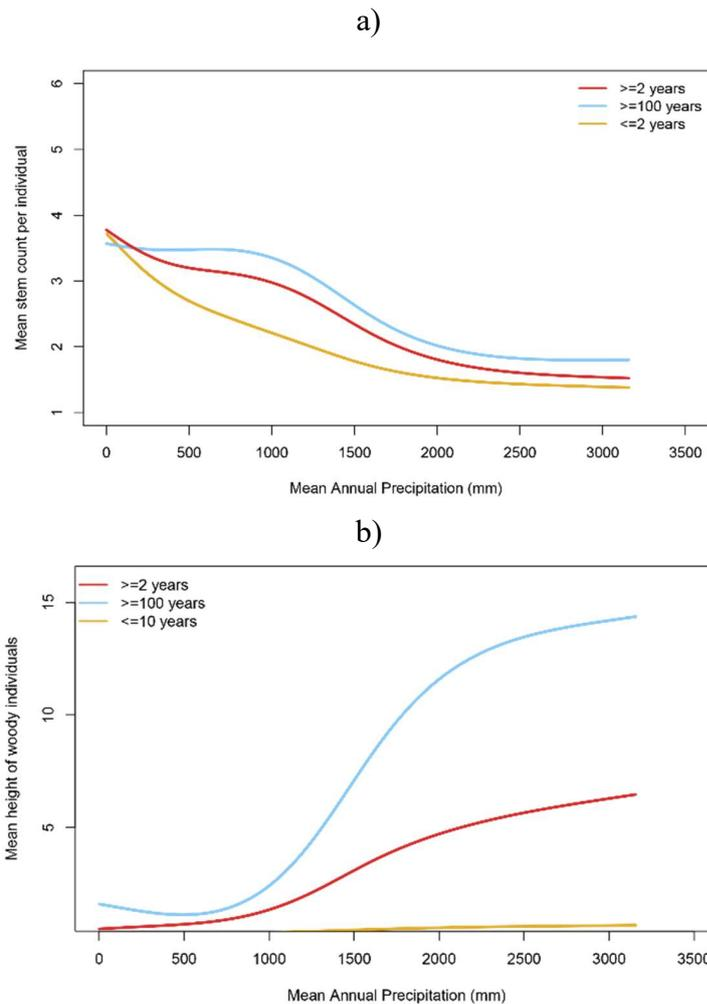 a)
6
5
4
3
2
1
Mean stem count per individual
>=2 years
>=100 years
<=2 years
0 500 1000 1500 2000 2500 3000 3500
Mean Annual Precipitation (mm)
b)
15
10
5
Mean height of woody individuals
>=2 years
>=100 years
<=10 years
0 500 1000 1500 2000 2500 3000 3500
Mean Annual Precipitation (mm)